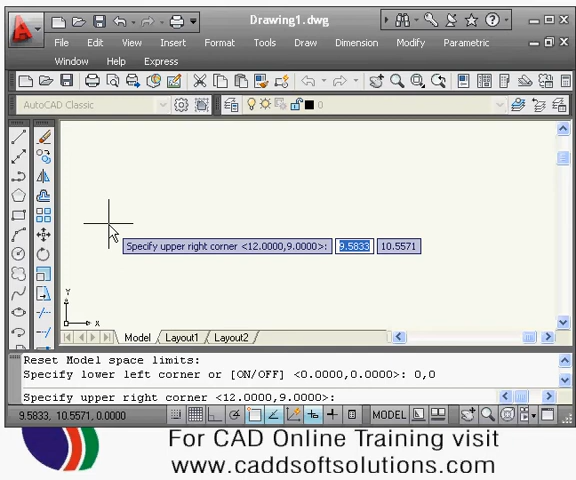 Drawing1.dwg
File Edit View Insert Format Tools Draw Dimension Modify Parametric
Window Help Express
AutoCAD Classic 0
Specify upper right corner <12.0000,9.0000>: 9.5833 10.5571
Y
X
Model Layout1 Layout2
Reset Model space limits:
Specify lower left corner or [ON/OFF] <0.0000,0.0000>: 0,0
Specify upper right corner <12.0000,9.0000>:
9.5833, 10.5571, 0.0000 MODEL
For CAD Online Training visit
www.caddsoftsolutions.com